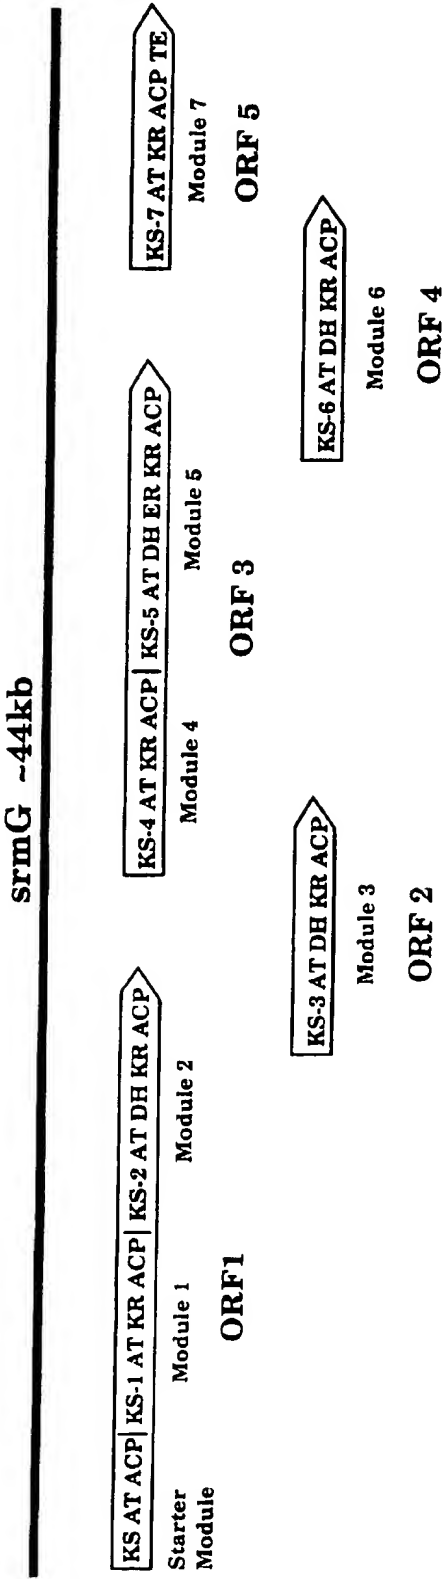 srmG ~44kb
KS AT ACP KS-1 AT KR ACP KS-2 AT DH KR ACP
Starter
Module
Module 1
Module 2
ORF1
KS-3 AT DH KR ACP
Module 3
ORF 2
KS-4 AT KR ACP KS-5 AT DH ER KR ACP
Module 4
Module 5
ORF 3
KS-6 AT DH KR ACP
Module 6
ORF 4
KS-7 AT KR ACP TE
Module 7
ORF 5